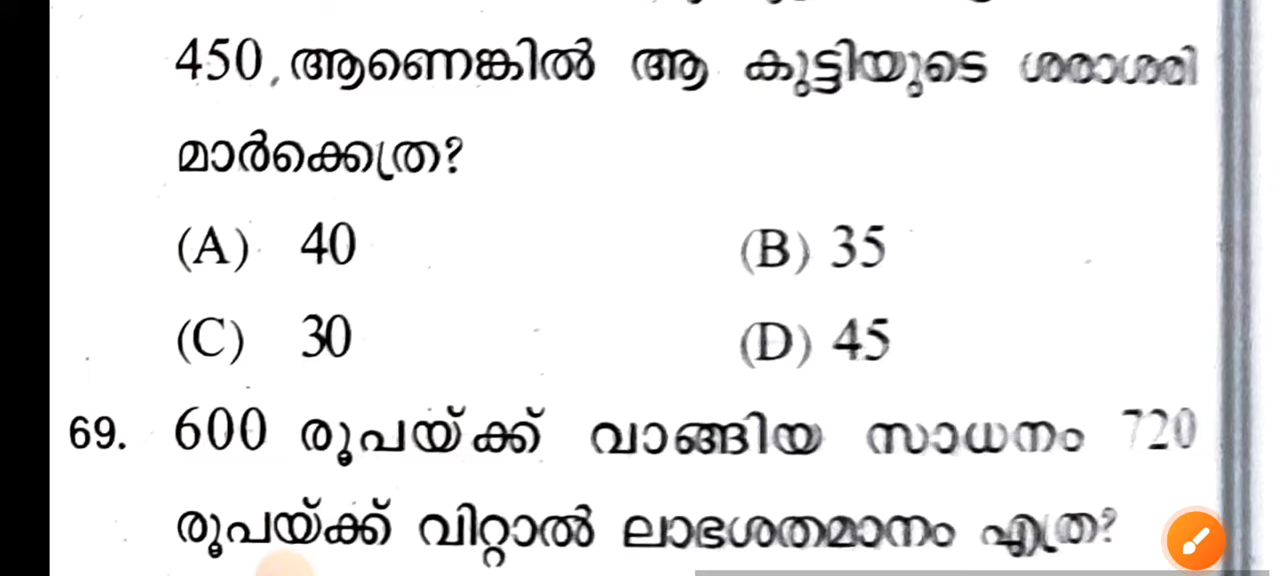 450, ആണെങ്കിൽ ആ കുട്ടിയുടെ ശരാശരി
മാർക്കെത്ര?
(A) 40 (B) 35
(C) 30 (D) 45
69. 600 രൂപയ്ക്ക് വാങ്ങിയ സാധനം 720
രൂപയ്ക്ക് വിറ്റാൽ ലാഭശതമാനം എത്ര?